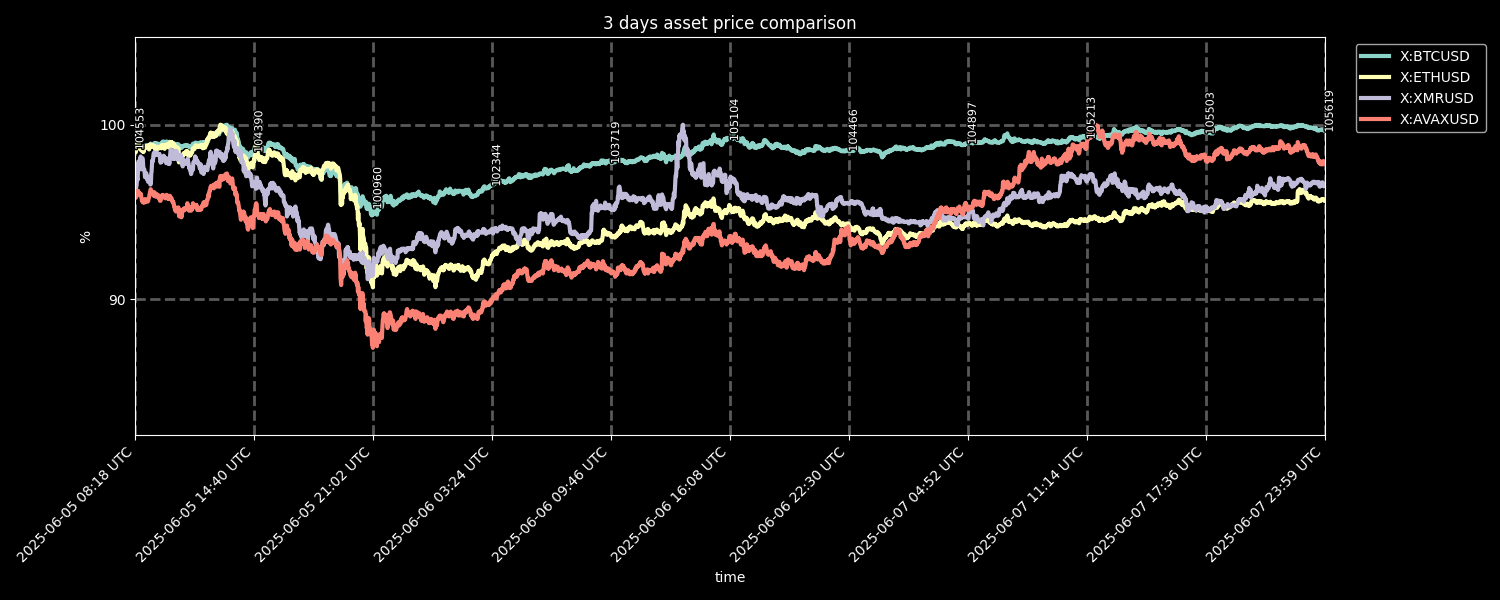 3 days asset price comparison
X:BTCUSD
X:ETHUSD
X:XMRUSD
X:AVAXUSD
100
90
%
104553
104390
100960
102344
103719
105104
104466
104897
105213
105503
105619
2025-06-05 08:18 UTC
2025-06-05 14:40 UTC
2025-06-05 21:02 UTC
2025-06-06 03:24 UTC
2025-06-06 09:46 UTC
2025-06-06 16:08 UTC
2025-06-06 22:30 UTC
2025-06-07 04:52 UTC
2025-06-07 11:14 UTC
2025-06-07 17:36 UTC
2025-06-07 23:59 UTC
time